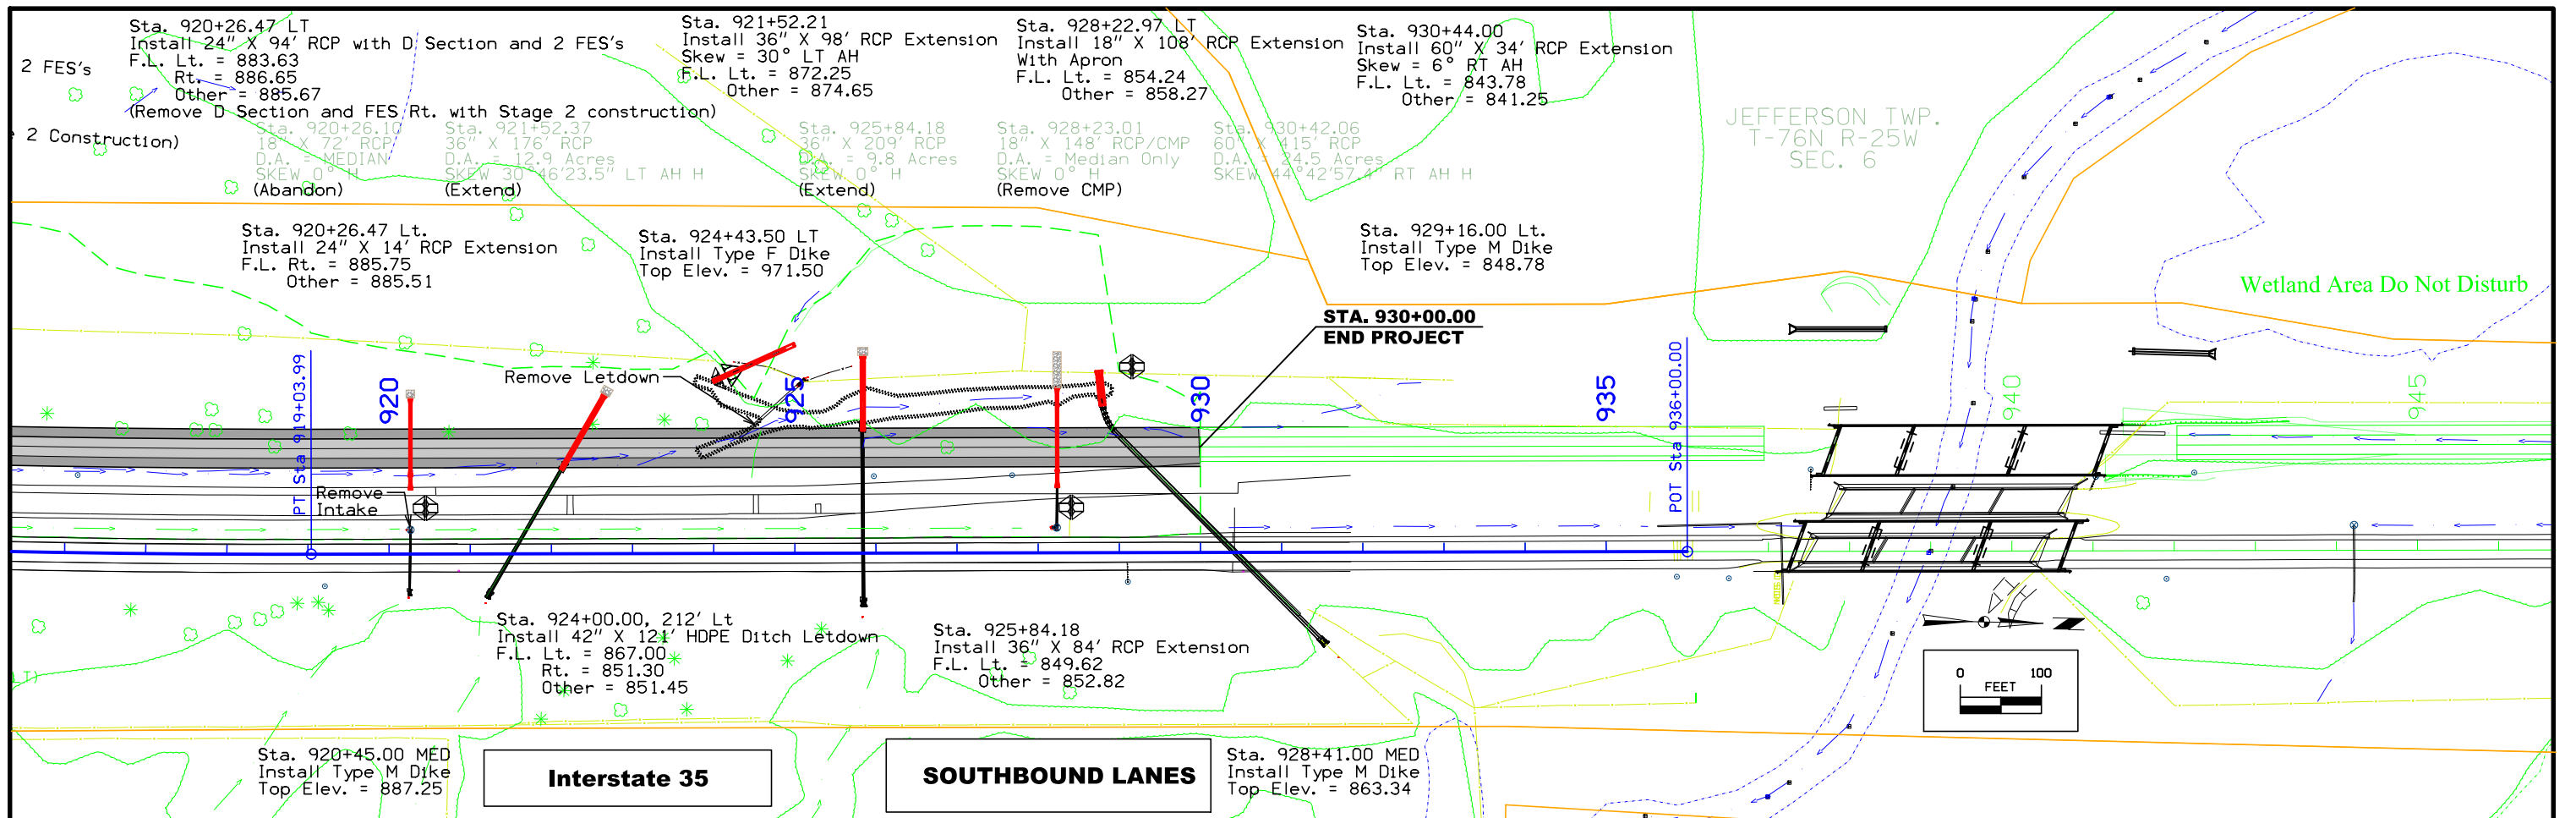 Sta. 920+26.47 LT
Install 24" X 94' RCP with D Section and 2 FES's
F.L. Lt. = 883.63
Rt. = 886.65
Other = 885.67
(Remove D Section and FES Rt. with Stage 2 construction)
2 FES's
2 Construction)
Sta. 921+52.21
Install 36" X 98' RCP Extension
Skew = 30° LT AH
F.L. Lt. = 872.25
Other = 874.65
Sta. 928+22.97 LT
Install 18" X 108' RCP Extension
With Apron
F.L. Lt. = 854.24
Other = 858.27
Sta. 930+44.00
Install 60" X 34' RCP Extension
Skew = 6° RT AH
F.L. Lt. = 843.78
Other = 841.25
Sta. 920+26.10
18" X 72' RCP
D.A. = MEDIAN
SKEW 0° H
(Abandon)
Sta. 921+52.37
36" X 176' RCP
D.A. = 12.9 Acres
SKEW 30°46'23.5" LT AH H
(Extend)
Sta. 925+84.18
36" X 209' RCP
D.A. = 9.8 Acres
SKEW 0° H
(Extend)
Sta. 928+23.01
18" X 148' RCP/CMP
D.A. = Median Only
SKEW 0° H
(Remove CMP)
Sta. 930+42.06
60" X 415' RCP
D.A. = 24.5 Acres
SKEW 44°42'57.4" RT AH H
JEFFERSON TWP.
T-76N R-25W
SEC. 6
Sta. 920+26.47 Lt.
Install 24" X 14' RCP Extension
F.L. Rt. = 885.75
Other = 885.51
Sta. 924+43.50 LT
Install Type F Dike
Top Elev. = 971.50
Sta. 929+16.00 Lt.
Install Type M Dike
Top Elev. = 848.78
Wetland Area Do Not Disturb
STA. 930+00.00
END PROJECT
Remove Letdown
PT Sta 919+03.99
920
925
930
935
POT Sta 936+00.00
940
945
Remove
Intake
Sta. 924+00.00, 212' Lt
Install 42" X 121' HDPE Ditch Letdown
F.L. Lt. = 867.00
Rt. = 851.30
Other = 851.45
Sta. 925+84.18
Install 36" X 84' RCP Extension
F.L. Lt. = 849.62
Other = 852.82
LT)
0 100
FEET
Sta. 920+45.00 MED
Install Type M Dike
Top Elev. = 887.25
Interstate 35
SOUTHBOUND LANES
Sta. 928+41.00 MED
Install Type M Dike
Top Elev. = 863.34